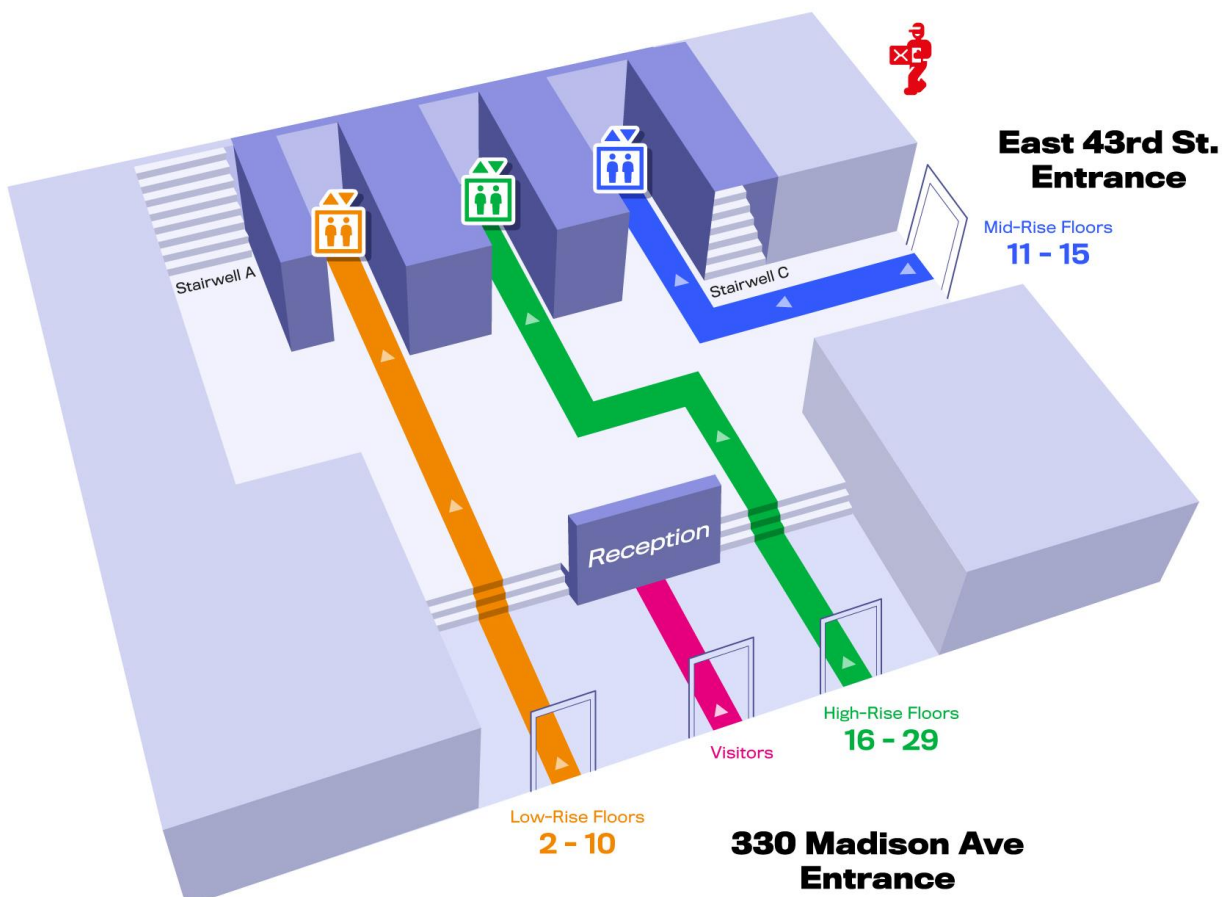 East 43rd St.
Entrance
Mid-Rise Floors
11 - 15
Stairwell A
Stairwell C
Reception
High-Rise Floors
16 - 29
Visitors
Low-Rise Floors
2 - 10
330 Madison Ave
Entrance